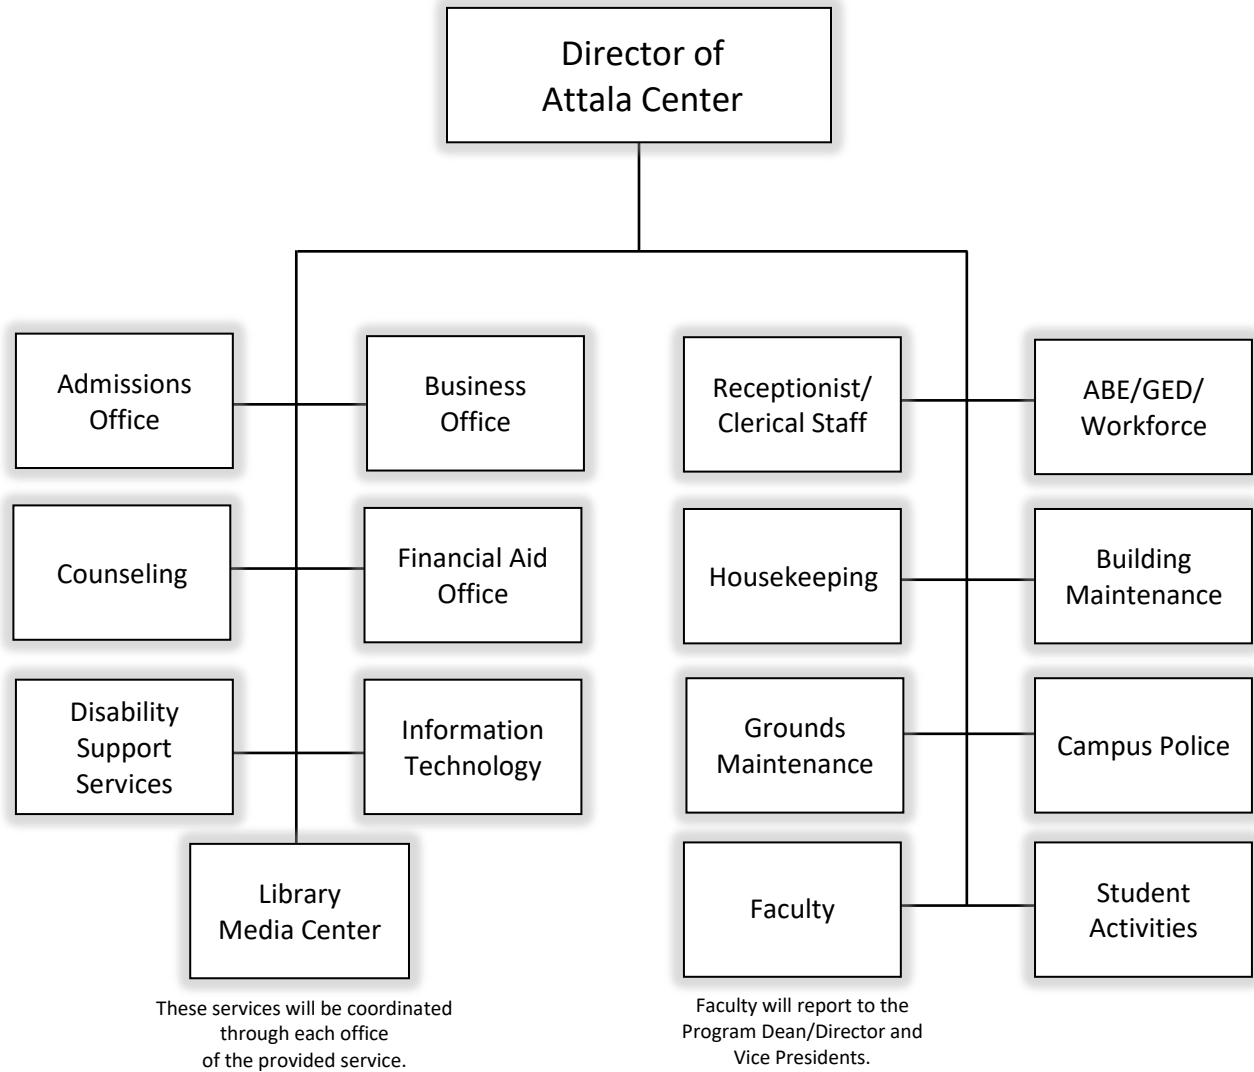 Director of
Attala Center
Admissions
Office
Business
Office
Receptionist/
Clerical Staff
ABE/GED/
Workforce
Counseling
Financial Aid
Office
Housekeeping
Building
Maintenance
Disability
Support
Services
Information
Technology
Grounds
Maintenance
Campus Police
Library
Media Center
Faculty
Student
Activities
These services will be coordinated
through each office
of the provided service.
Faculty will report to the
Program Dean/Director and
Vice Presidents.